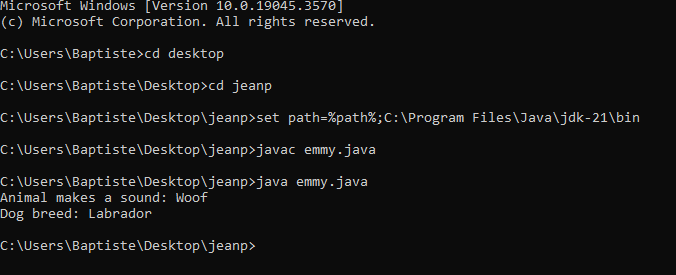 Microsoft Windows [Version 10.0.19045.3570]
(c) Microsoft Corporation. All rights reserved.
C:\Users\Baptiste>cd desktop
C:\Users\Baptiste\Desktop>cd jeanp
C:\Users\Baptiste\Desktop\jeanp>set path=%path%;C:\Program Files\Java\jdk-21\bin
C:\Users\Baptiste\Desktop\jeanp>javac emmy.java
C:\Users\Baptiste\Desktop\jeanp>java emmy.java
Animal makes a sound: Woof
Dog breed: Labrador
C:\Users\Baptiste\Desktop\jeanp>